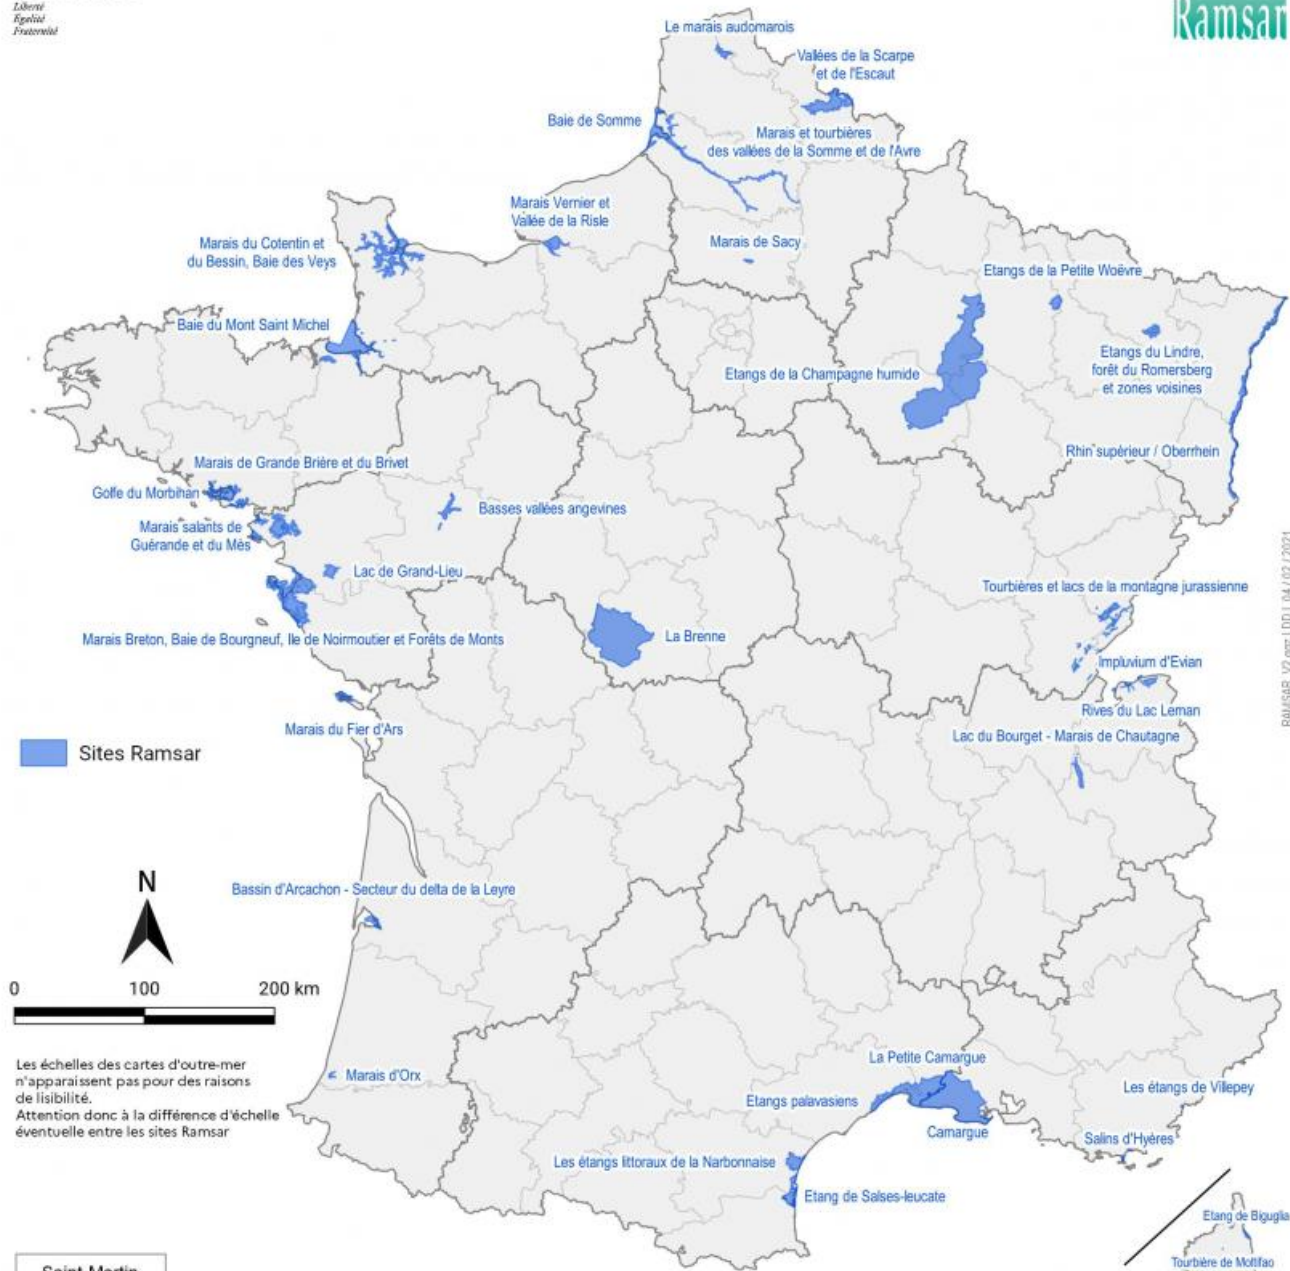 Liberté
Égalité
Fraternité
Ramsar
Le marais audomarois
Vallées de la Scarpe
et de l'Escaut
Baie de Somme
Marais et tourbières
des vallées de la Somme et de l'Avre
Marais Vernier et
Vallée de la Risle
Marais du Cotentin et
du Bessin, Baie des Veys
Marais de Sacy
Etangs de la Petite Woëvre
Baie du Mont Saint Michel
Etangs de la Champagne humide
Etangs du Lindre,
forêt du Romersberg
et zones voisines
Rhin supérieur / Oberrhein
Marais de Grande Brière et du Brivet
Golfe du Morbihan
Basses vallées angevines
Marais salants de
Guérande et du Mès
Lac de Grand-Lieu
Tourbières et lacs de la montagne jurassienne
Marais Breton, Baie de Bourgneuf, Ile de Noirmoutier et Forêts de Monts
La Brenne
Impluvium d'Evian
Rives du Lac Leman
Marais du Fier d'Ars
Lac du Bourget - Marais de Chautagne
Sites Ramsar
RAMSAR_V2.qgz | DD | 04 / 02 / 2021
N
Bassin d'Arcachon - Secteur du delta de la Leyre
0 100 200 km
Les échelles des cartes d'outre-mer
n'apparaissent pas pour des raisons
de lisibilité.
Attention donc à la différence d'échelle
éventuelle entre les sites Ramsar
Marais d'Orx
La Petite Camargue
Etangs palavasiens
Les étangs de Villepey
Camargue
Salins d'Hyères
Les étangs littoraux de la Narbonnaise
Etang de Salses-leucate
Etang de Biguglia
Tourbière de Moltifao
Saint-Martin